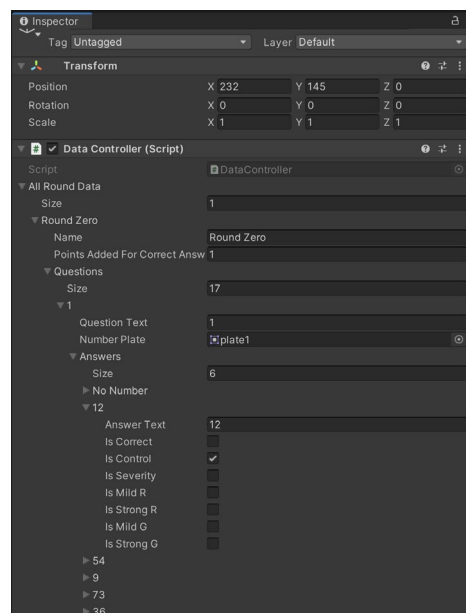 Inspector
Tag Untagged Layer Default
Transform
Position X 232 Y 145 Z 0
Rotation X 0 Y 0 Z 0
Scale X 1 Y 1 Z 1
# Data Controller (Script)
Script DataController
All Round Data
Size 1
Round Zero
Name Round Zero
Points Added For Correct Answ 1
Questions
Size 17
1
Question Text 1
Number Plate plate1
Answers
Size 6
No Number
12
Answer Text 12
Is Correct
Is Control
Is Severity
Is Mild R
Is Strong R
Is Mild G
Is Strong G
54
9
73
36